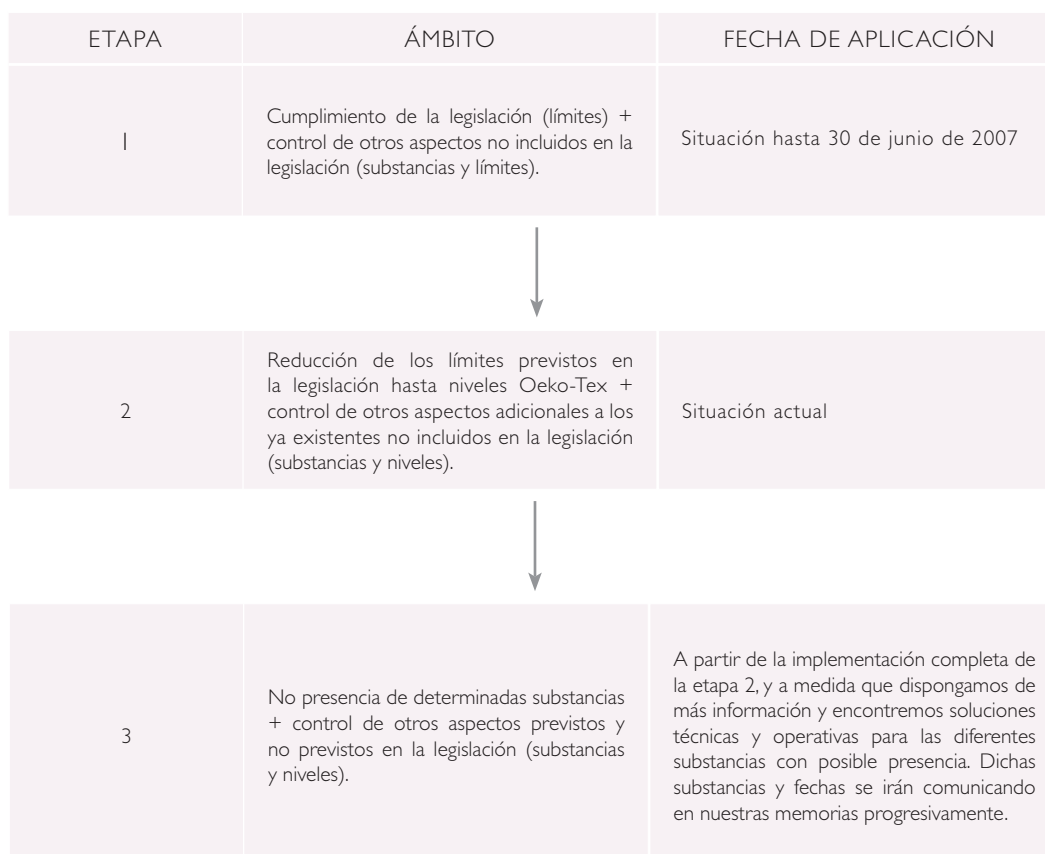 ETAPA ÁMBITO FECHA DE APLICACIÓN
1
Cumplimiento de la legislación (límites) +
control de otros aspectos no incluidos en la
legislación (substancias y límites).
Situación hasta 30 de junio de 2007
2
Reducción de los límites previstos en
la legislación hasta niveles Oeko-Tex +
control de otros aspectos adicionales a los
ya existentes no incluidos en la legislación
(substancias y niveles).
Situación actual
3
No presencia de determinadas substancias
+ control de otros aspectos previstos y
no previstos en la legislación (substancias
y niveles).
A partir de la implementación completa de
la etapa 2, y a medida que dispongamos de
más información y encontremos soluciones
técnicas y operativas para las diferentes
substancias con posible presencia. Dichas
substancias y fechas se irán comunicando
en nuestras memorias progresivamente.